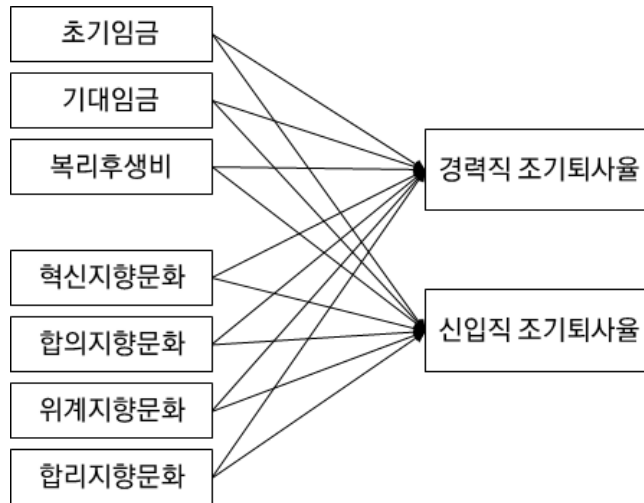 초기임금
기대임금
복리후생비
경력직 조기퇴사율
혁신지향문화
합의지향문화
신입직 조기퇴사율
위계지향문화
합리지향문화